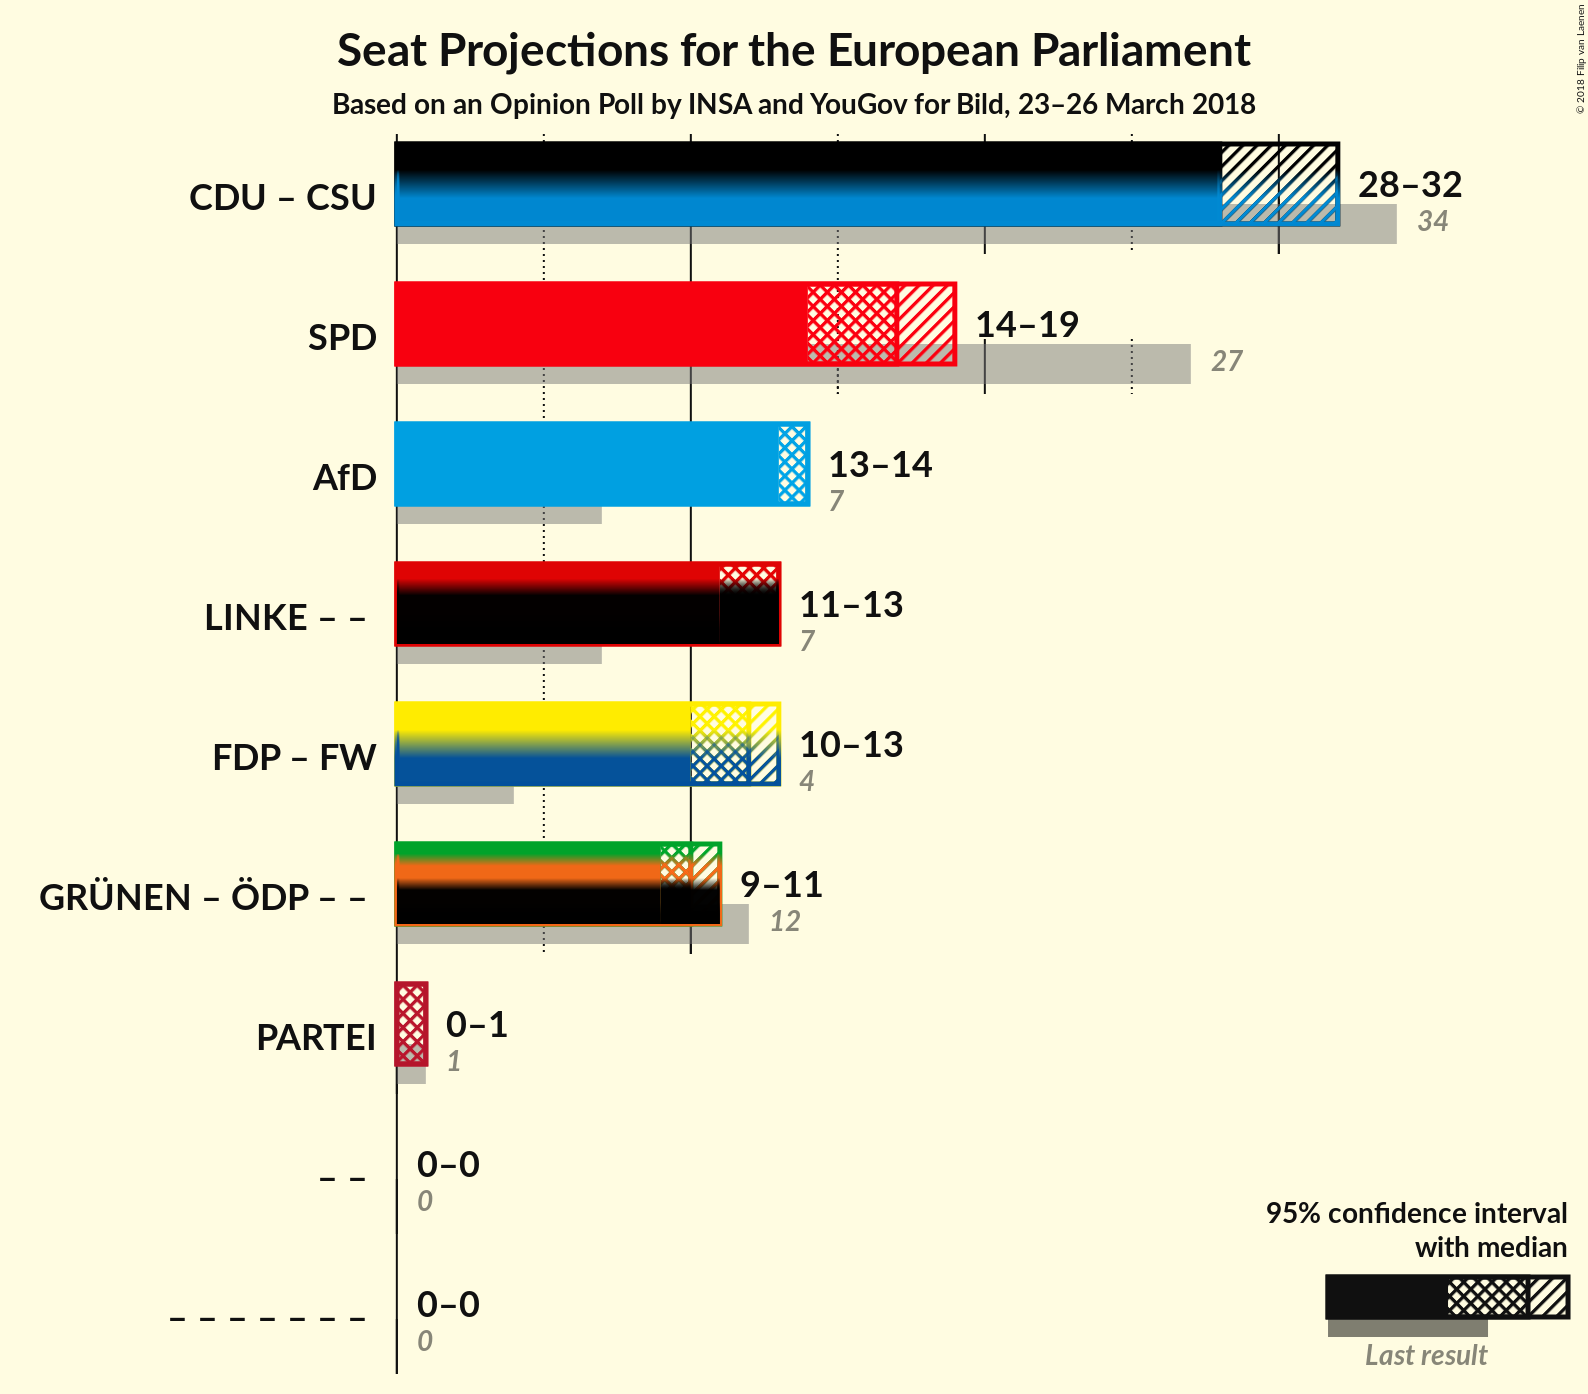 Seat Projections for the European Parliament
Based on an Opinion Poll by INSA and YouGov for Bild, 23–26 March 2018
© 2018 Filip van Laenen
CDU – CSU
28–32
34
SPD
14–19
27
AfD
13–14
7
LINKE – –
11–13
7
FDP – FW
10–13
4
GRÜNEN – ÖDP – –
9–11
12
PARTEI
0–1
1
– –
0–0
0
– – – – – – –
0–0
0
95% confidence interval
with median
Last result